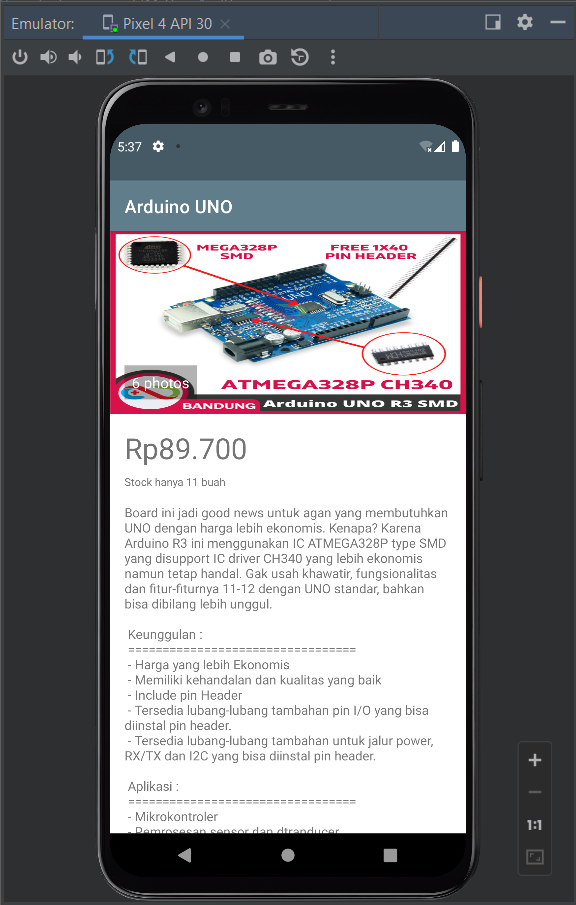 Emulator: Pixel 4 API 30
5:37
Arduino UNO
MEGA328P
SMD
FREE 1X40
PIN HEADER
6 photos
ATMEGA328P CH340
BANDUNG
Arduino UNO R3 SMD
Rp89.700
Stock hanya 11 buah
Board ini jadi good news untuk agan yang membutuhkan
UNO dengan harga lebih ekonomis. Kenapa? Karena
Arduino R3 ini menggunakan IC ATMEGA328P type SMD
yang disupport IC driver CH340 yang lebih ekonomis
namun tetap handal. Gak usah khawatir, fungsionalitas
dan fitur-fiturnya 11-12 dengan UNO standar, bahkan
bisa dibilang lebih unggul.
Keunggulan :
=================================
- Harga yang lebih Ekonomis
- Memiliki kehandalan dan kualitas yang baik
- Include pin Header
- Tersedia lubang-lubang tambahan pin I/O yang bisa
diinstal pin header.
- Tersedia lubang-lubang tambahan untuk jalur power,
RX/TX dan I2C yang bisa diinstal pin header.
Aplikasi :
=================================
- Mikrokontroler
- Pemrosesan sensor dan dtranducer
1:1